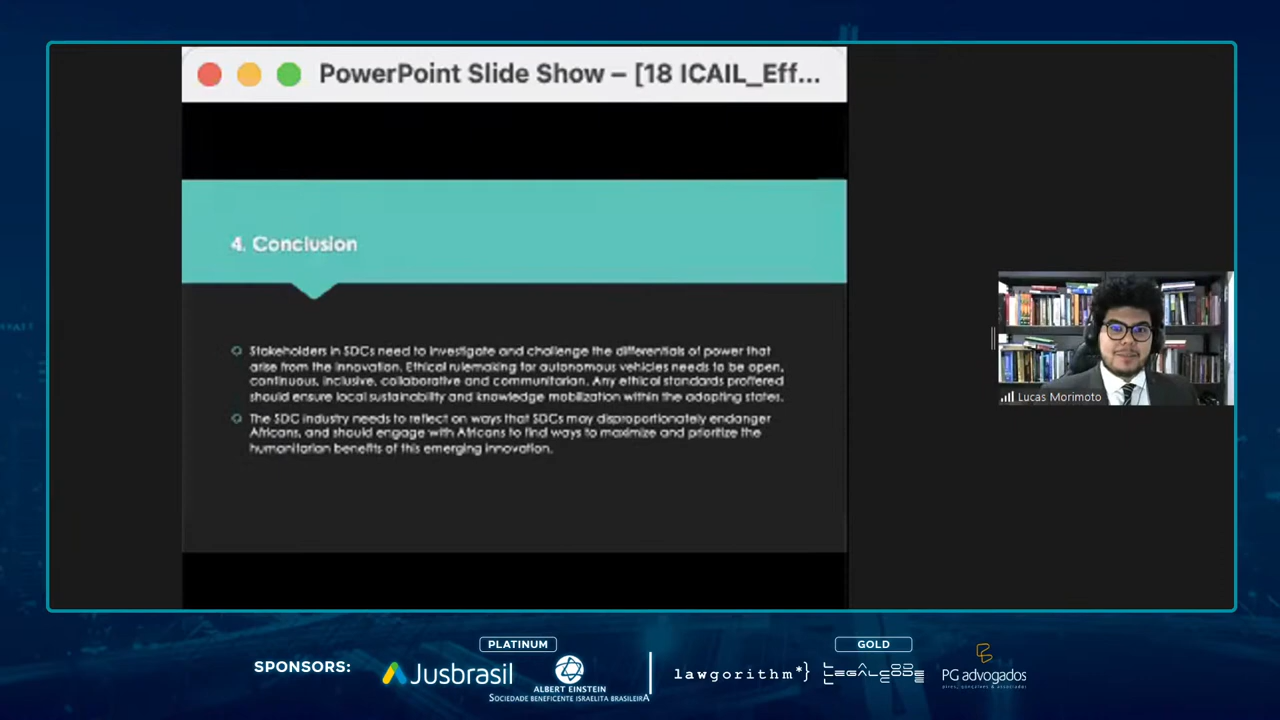 PowerPoint Slide Show – [18 ICAIL_Eff...
4. Conclusion
Stakeholders in SDCs need to investigate and challenge the differentials of power that
arise from the innovation. Ethical rulemaking for autonomous vehicles needs to be open,
continuous, inclusive, collaborative and communitarian. Any ethical standards proffered
should ensure local sustainability and knowledge mobilization within the adopting states.
The SDC industry needs to reflect on ways that SDCs may disproportionately endanger
Africans, and should engage with Africans to find ways to maximize and prioritize the
humanitarian benefits of this emerging innovation.
Lucas Morimoto
SPONSORS:
PLATINUM
Jusbrasil
ALBERT EINSTEIN
SOCIEDADE BENEFICENTE ISRAELITA BRASILEIRA
GOLD
lawgorithm*}
LEGALCODE
PG advogados